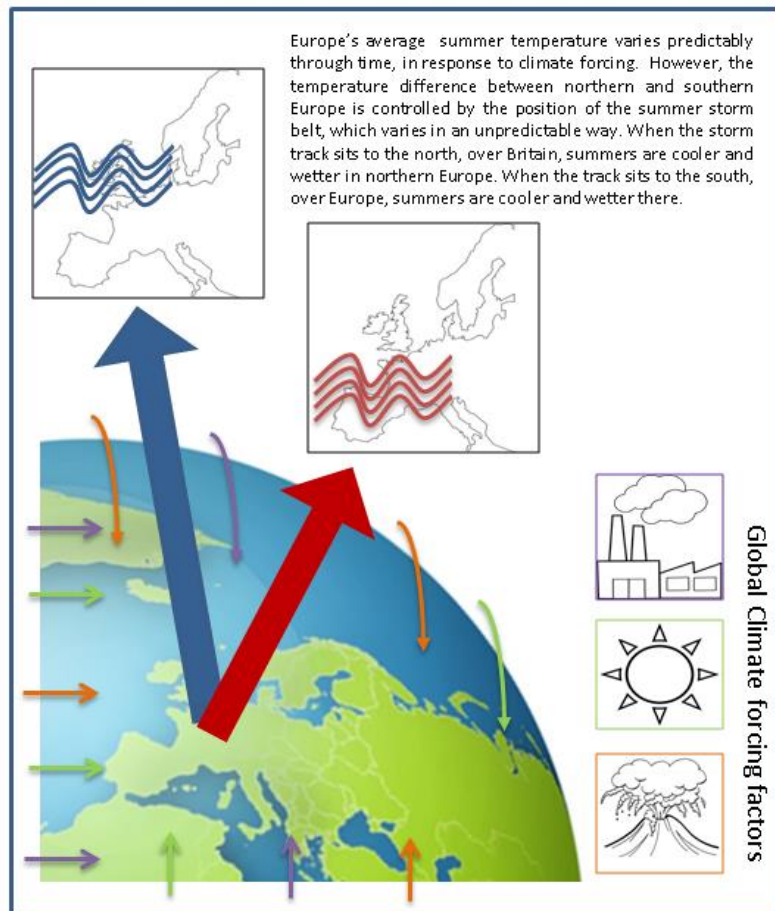 Europe's average summer temperature varies predictably
through time, in response to climate forcing. However, the
temperature difference between northern and southern
Europe is controlled by the position of the summer storm
belt, which varies in an unpredictable way. When the storm
track sits to the north, over Britain, summers are cooler and
wetter in northern Europe. When the track sits to the south,
over Europe, summers are cooler and wetter there.
Global Climate forcing factors